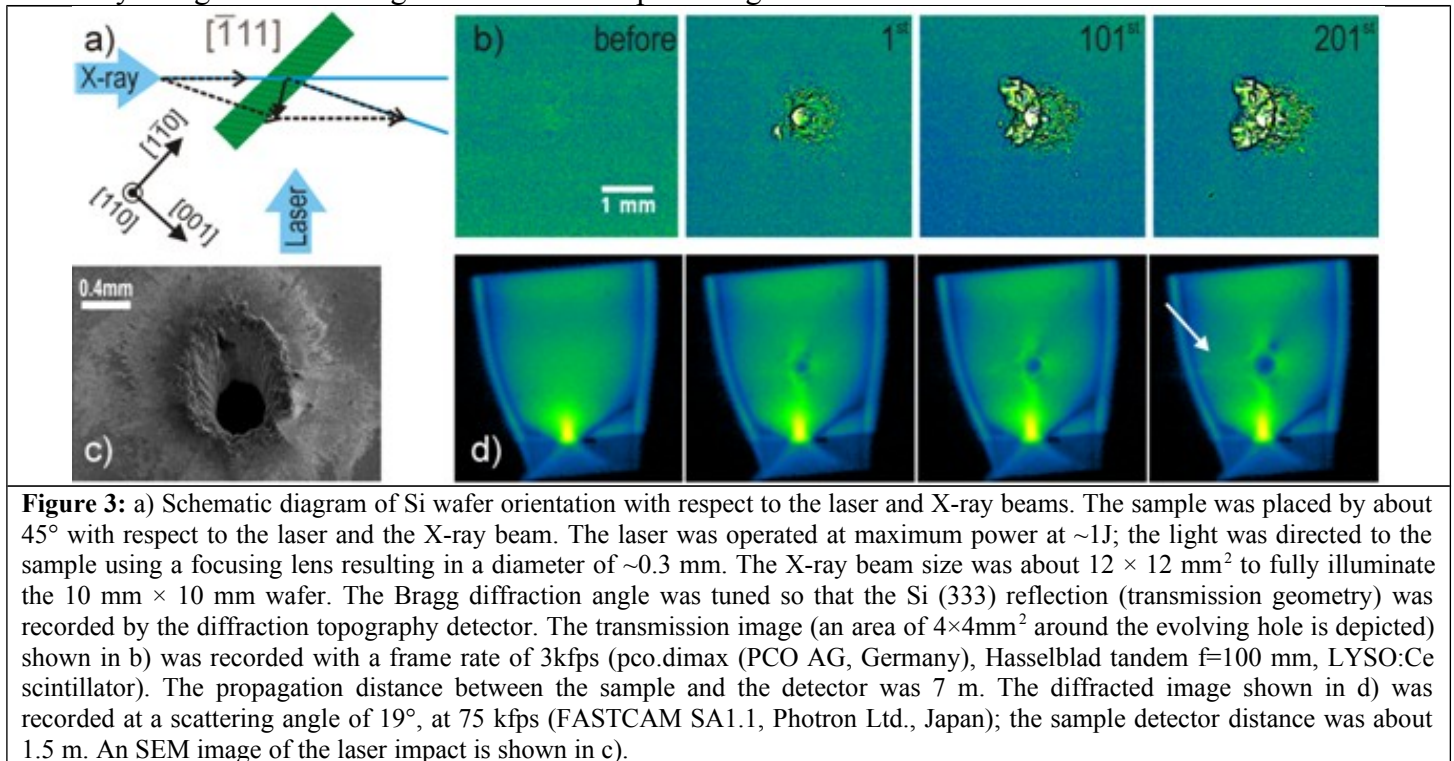 a)
[1̄11]
X-ray
[11̄0]
[110]
[001]
Laser
b)
before
1st
101st
201st
1 mm
0.4mm
c)
d)
Figure 3: a) Schematic diagram of Si wafer orientation with respect to the laser and X-ray beams. The sample was placed by about
45° with respect to the laser and the X-ray beam. The laser was operated at maximum power at ~1J; the light was directed to the
sample using a focusing lens resulting in a diameter of ~0.3 mm. The X-ray beam size was about 12 × 12 mm² to fully illuminate
the 10 mm × 10 mm wafer. The Bragg diffraction angle was tuned so that the Si (333) reflection (transmission geometry) was
recorded by the diffraction topography detector. The transmission image (an area of 4×4mm² around the evolving hole is depicted)
shown in b) was recorded with a frame rate of 3kfps (pco.dimax (PCO AG, Germany), Hasselblad tandem f=100 mm, LYSO:Ce
scintillator). The propagation distance between the sample and the detector was 7 m. The diffracted image shown in d) was
recorded at a scattering angle of 19°, at 75 kfps (FASTCAM SA1.1, Photron Ltd., Japan); the sample detector distance was about
1.5 m. An SEM image of the laser impact is shown in c).